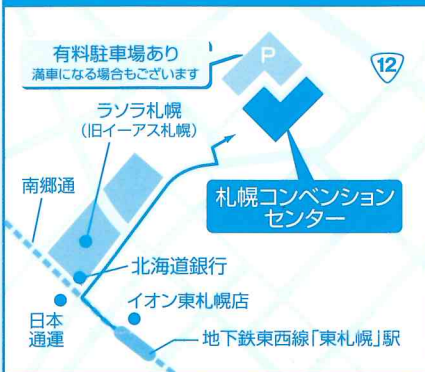 有料駐車場あり
満車になる場合もございます
P
12
ラソラ札幌
(旧イーアス札幌)
南郷通
札幌コンベンション
センター
北海道銀行
イオン東札幌店
日本
通運
地下鉄東西線「東札幌」駅